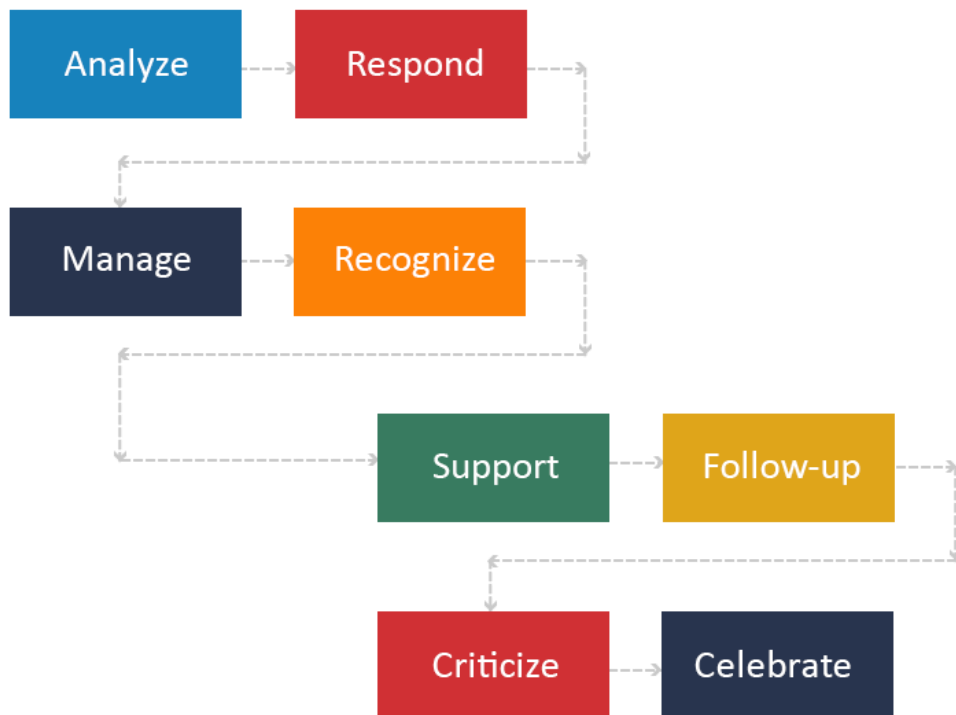 Analyze
Respond
Manage
Recognize
Support
Follow-up
Criticize
Celebrate